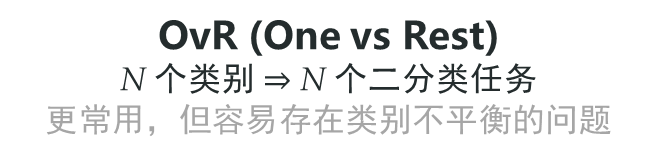 OvR (One vs Rest)
N 个类别 ⇒ N 个二分类任务
更常用，但容易存在类别不平衡的问题